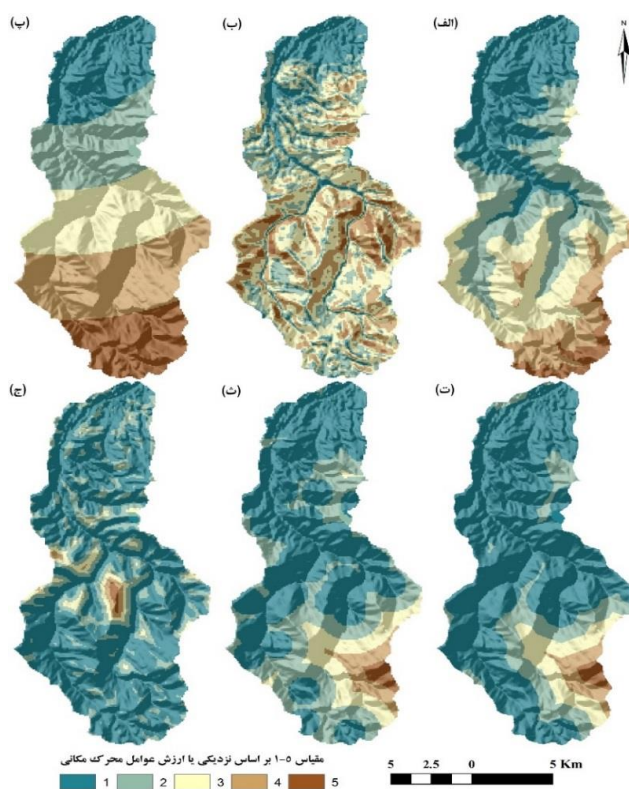 (الف)
(ب)
(پ)
N
(ت)
(ث)
(ج)
مقیاس ۵-۱ بر اساس نزدیکی یا ارزش عوامل محرک مکانی
1 2 3 4 5
5 2.5 0 5 Km